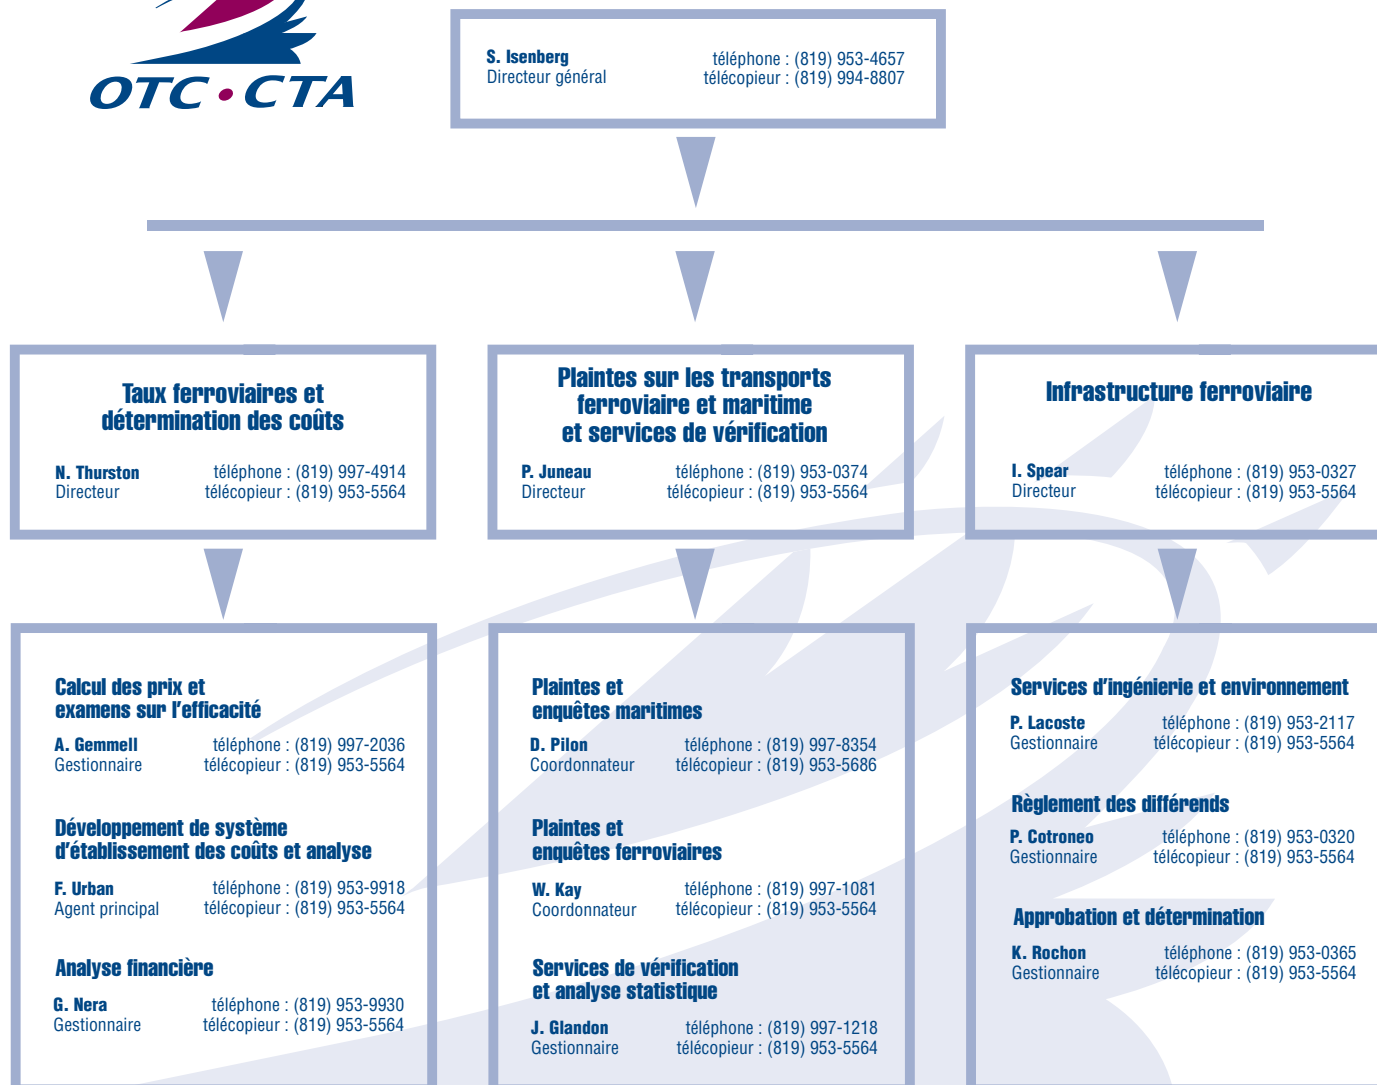 OTC • CTA
S. Isenberg téléphone : (819) 953-4657
Directeur général télécopieur : (819) 994-8807
Taux ferroviaires et
détermination des coûts
N. Thurston téléphone : (819) 997-4914
Directeur télécopieur : (819) 953-5564
Plaintes sur les transports
ferroviaire et maritime
et services de vérification
P. Juneau téléphone : (819) 953-0374
Directeur télécopieur : (819) 953-5564
Infrastructure ferroviaire
I. Spear téléphone : (819) 953-0327
Directeur télécopieur : (819) 953-5564
Calcul des prix et
examens sur l'efficacité
A. Gemmell téléphone : (819) 997-2036
Gestionnaire télécopieur : (819) 953-5564
Développement de système
d'établissement des coûts et analyse
F. Urban téléphone : (819) 953-9918
Agent principal télécopieur : (819) 953-5564
Analyse financière
G. Nera téléphone : (819) 953-9930
Gestionnaire télécopieur : (819) 953-5564
Plaintes et
enquêtes maritimes
D. Pilon téléphone : (819) 997-8354
Coordonnateur télécopieur : (819) 953-5686
Plaintes et
enquêtes ferroviaires
W. Kay téléphone : (819) 997-1081
Coordonnateur télécopieur : (819) 953-5564
Services de vérification
et analyse statistique
J. Glandon téléphone : (819) 997-1218
Gestionnaire télécopieur : (819) 953-5564
Services d'ingénierie et environnement
P. Lacoste téléphone : (819) 953-2117
Gestionnaire télécopieur : (819) 953-5564
Règlement des différends
P. Cotroneo téléphone : (819) 953-0320
Gestionnaire télécopieur : (819) 953-5564
Approbation et détermination
K. Rochon téléphone : (819) 953-0365
Gestionnaire télécopieur : (819) 953-5564